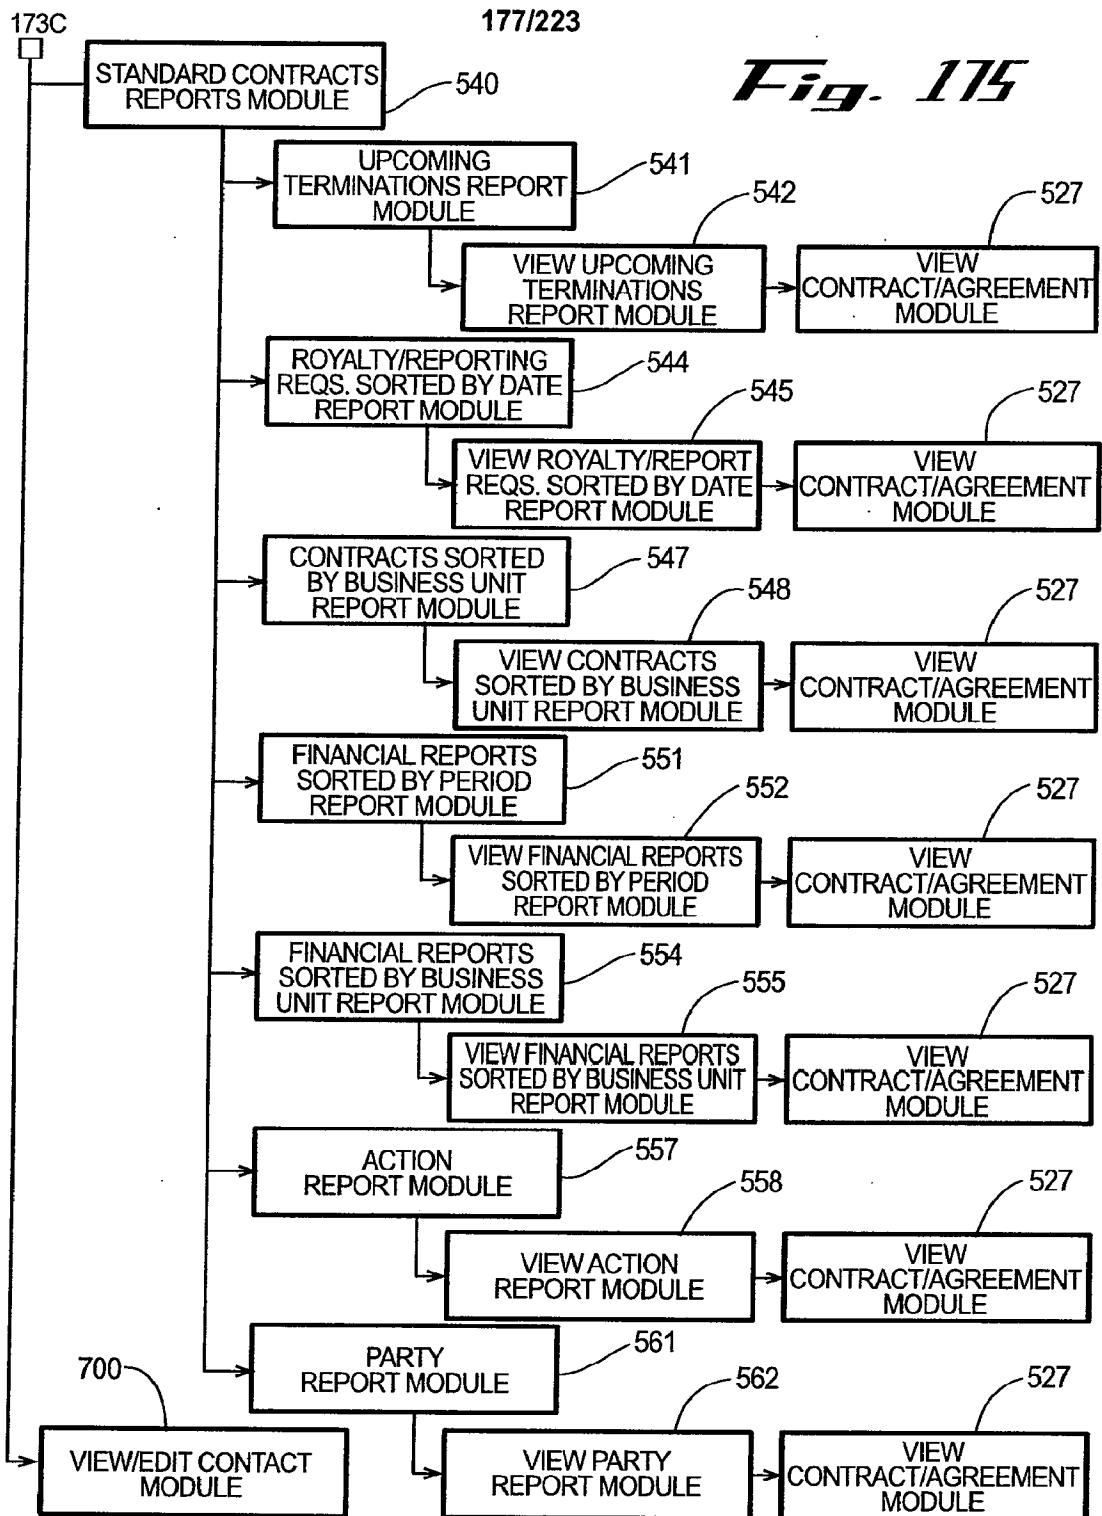 173C
177/223
Fig. 175
STANDARD CONTRACTS
REPORTS MODULE
540
UPCOMING
TERMINATIONS REPORT
MODULE
541
542
527
VIEW UPCOMING
TERMINATIONS
REPORT MODULE
VIEW
CONTRACT/AGREEMENT
MODULE
ROYALTY/REPORTING
REQS. SORTED BY DATE
REPORT MODULE
544
545
527
VIEW ROYALTY/REPORT
REQS. SORTED BY DATE
REPORT MODULE
VIEW
CONTRACT/AGREEMENT
MODULE
CONTRACTS SORTED
BY BUSINESS UNIT
REPORT MODULE
547
548
527
VIEW CONTRACTS
SORTED BY BUSINESS
UNIT REPORT MODULE
VIEW
CONTRACT/AGREEMENT
MODULE
FINANCIAL REPORTS
SORTED BY PERIOD
REPORT MODULE
551
552
527
VIEW FINANCIAL REPORTS
SORTED BY PERIOD
REPORT MODULE
VIEW
CONTRACT/AGREEMENT
MODULE
FINANCIAL REPORTS
SORTED BY BUSINESS
UNIT REPORT MODULE
554
555
527
VIEW FINANCIAL REPORTS
SORTED BY BUSINESS UNIT
REPORT MODULE
VIEW
CONTRACT/AGREEMENT
MODULE
ACTION
REPORT MODULE
557
558
527
VIEW ACTION
REPORT MODULE
VIEW
CONTRACT/AGREEMENT
MODULE
PARTY
REPORT MODULE
561
562
527
VIEW PARTY
REPORT MODULE
VIEW
CONTRACT/AGREEMENT
MODULE
700
VIEW/EDIT CONTACT
MODULE